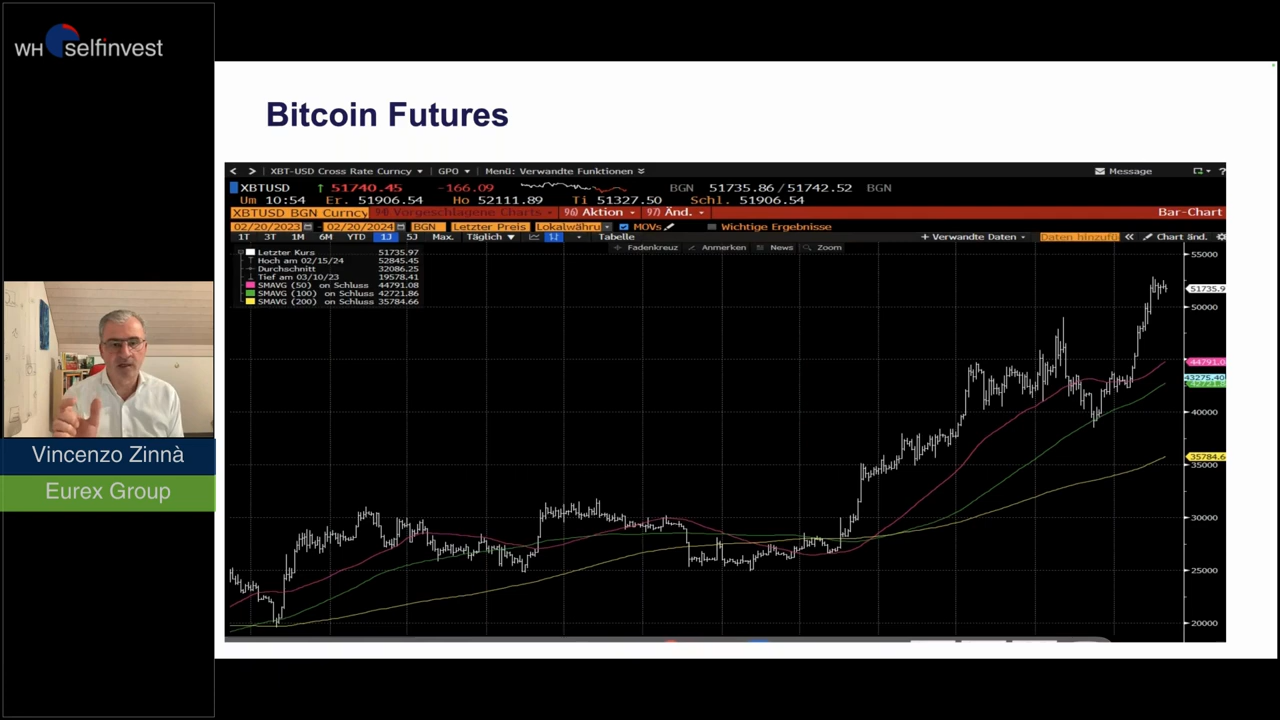 WH selfinvest
Bitcoin Futures
XBT-USD Cross Rate Curncy GPO Menü: Verwandte Funktionen Message ?
XBTUSD ↑ 51740.45 -166.09 BGN 51735.86 / 51742.52 BGN
Um 10:54 Er. 51906.54 Ho 52111.89 Ti 51327.50 Schl. 51906.54
XBTUSD BGN Curncy Vorgeschlagene Charts 96) Aktion 97) Änd. Bar-Chart
02/20/2023 - 02/20/2024 BGN Letzter Preis Lokalwähru MOVs Wichtige Ergebnisse
1T 3T 1M 6M YTD 1J 5J Max. Täglich Tabelle + Verwandte Daten Daten hinzufü Chart änd.
Fadenkreuz Anmerken News Zoom
Letzter Kurs 51735.97
Hoch am 02/15/24 52845.45
Durchschnitt 32086.25
Tief am 03/10/23 19578.41
SMAVG (50) on Schluss 44791.08
SMAVG (100) on Schluss 42721.86
SMAVG (200) on Schluss 35784.66
55000
51735.9
50000
44791.0
43275.40
40000
35784.6
35000
30000
25000
20000
Vincenzo Zinnà
Eurex Group